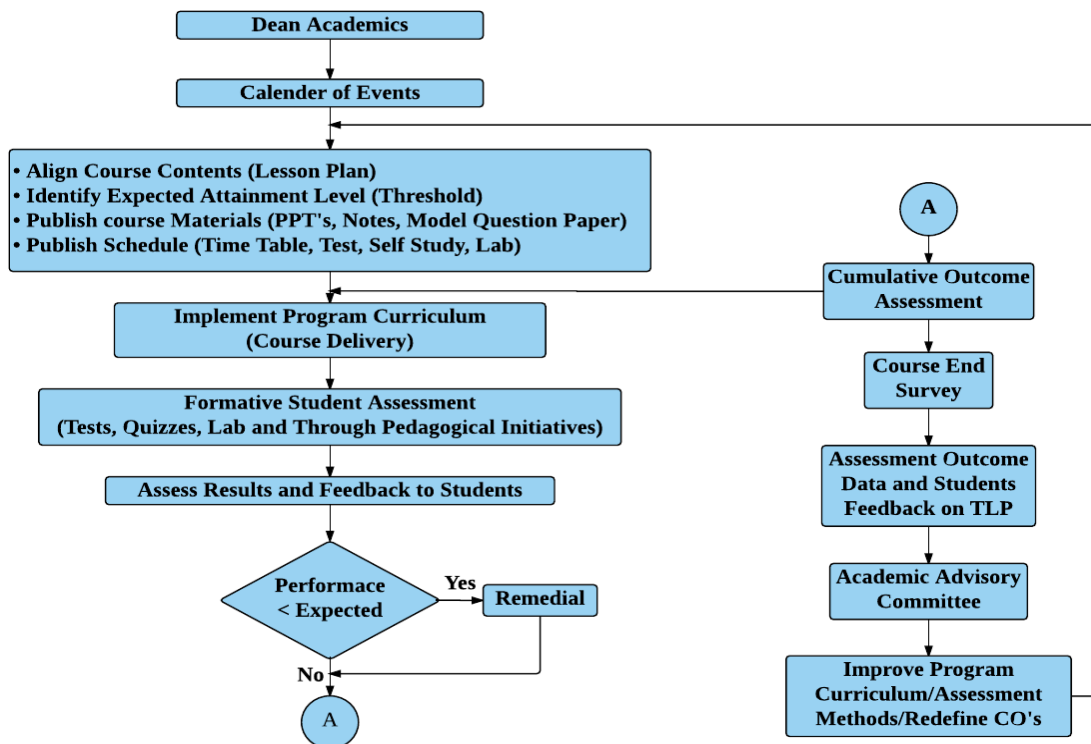 Dean Academics
Calender of Events
• Align Course Contents (Lesson Plan)
• Identify Expected Attainment Level (Threshold)
• Publish course Materials (PPT's, Notes, Model Question Paper)
• Publish Schedule (Time Table, Test, Self Study, Lab)
Implement Program Curriculum
(Course Delivery)
Formative Student Assessment
(Tests, Quizzes, Lab and Through Pedagogical Initiatives)
Assess Results and Feedback to Students
Performace
< Expected
Yes
Remedial
No
A
A
Cumulative Outcome
Assessment
Course End
Survey
Assessment Outcome
Data and Students
Feedback on TLP
Academic Advisory
Committee
Improve Program
Curriculum/Assessment
Methods/Redefine CO's